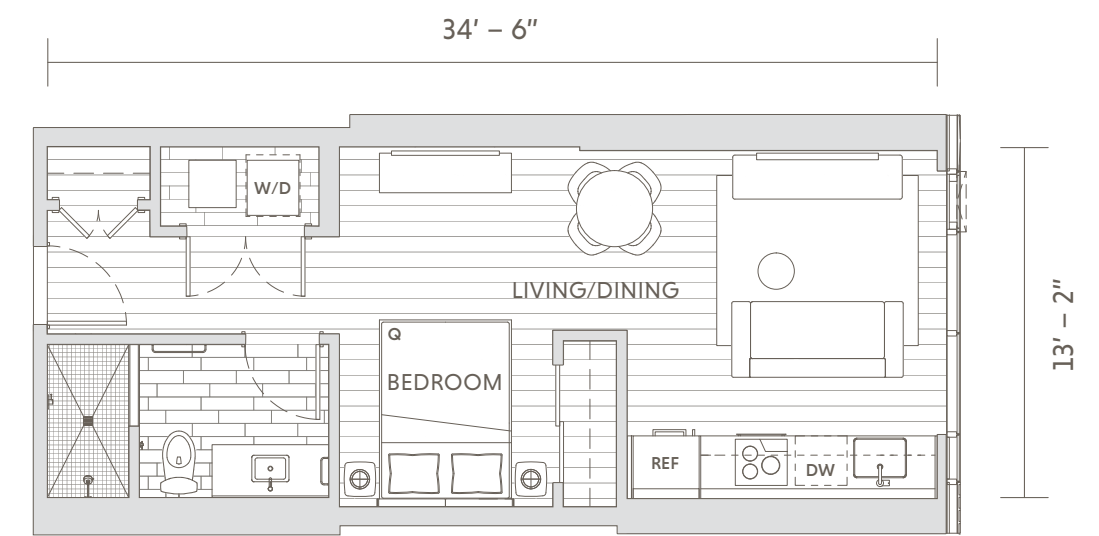 34′ – 6″
W/D
LIVING/DINING
13′ – 2″
Q
BEDROOM
REF
DW